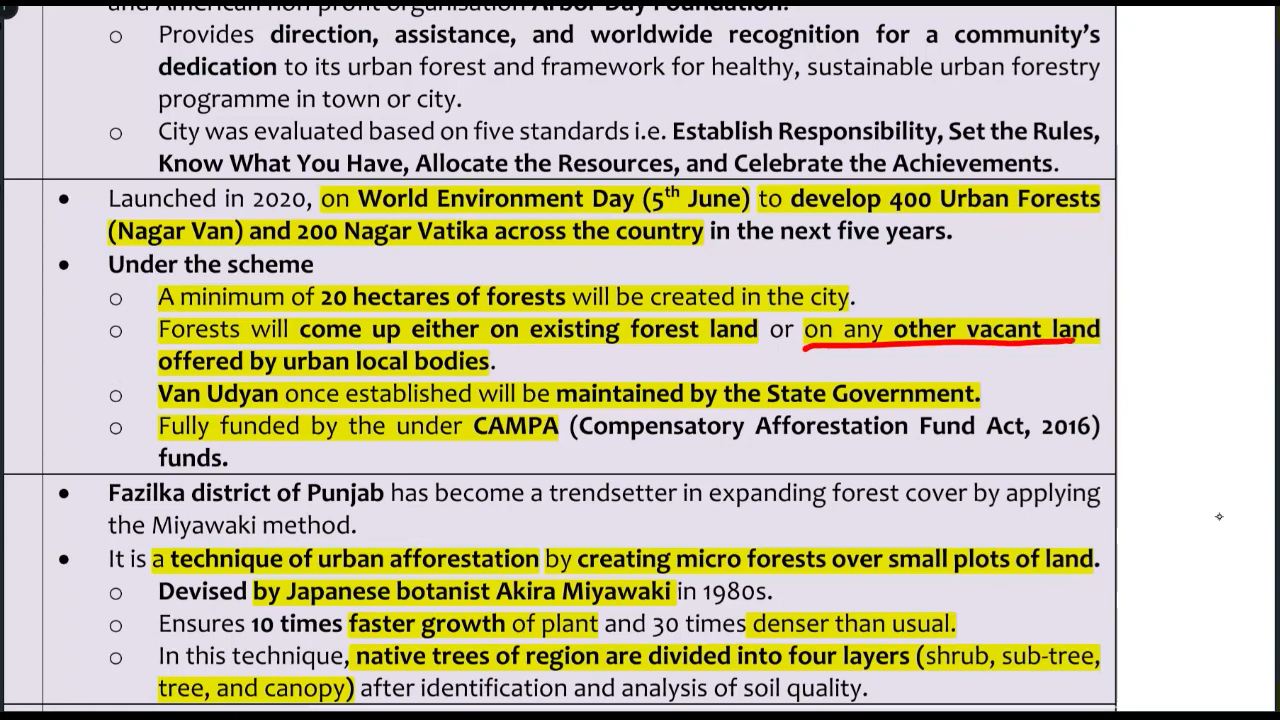 and American non profit organisation Arbor Day Foundation.
o Provides direction, assistance, and worldwide recognition for a community’s
dedication to its urban forest and framework for healthy, sustainable urban forestry
programme in town or city.
o City was evaluated based on five standards i.e. Establish Responsibility, Set the Rules,
Know What You Have, Allocate the Resources, and Celebrate the Achievements.
• Launched in 2020, on World Environment Day (5th June) to develop 400 Urban Forests
(Nagar Van) and 200 Nagar Vatika across the country in the next five years.
• Under the scheme
o A minimum of 20 hectares of forests will be created in the city.
o Forests will come up either on existing forest land or on any other vacant land
offered by urban local bodies.
o Van Udyan once established will be maintained by the State Government.
o Fully funded by the under CAMPA (Compensatory Afforestation Fund Act, 2016)
funds.
• Fazilka district of Punjab has become a trendsetter in expanding forest cover by applying
the Miyawaki method.
• It is a technique of urban afforestation by creating micro forests over small plots of land.
o Devised by Japanese botanist Akira Miyawaki in 1980s.
o Ensures 10 times faster growth of plant and 30 times denser than usual.
o In this technique, native trees of region are divided into four layers (shrub, sub-tree,
tree, and canopy) after identification and analysis of soil quality.